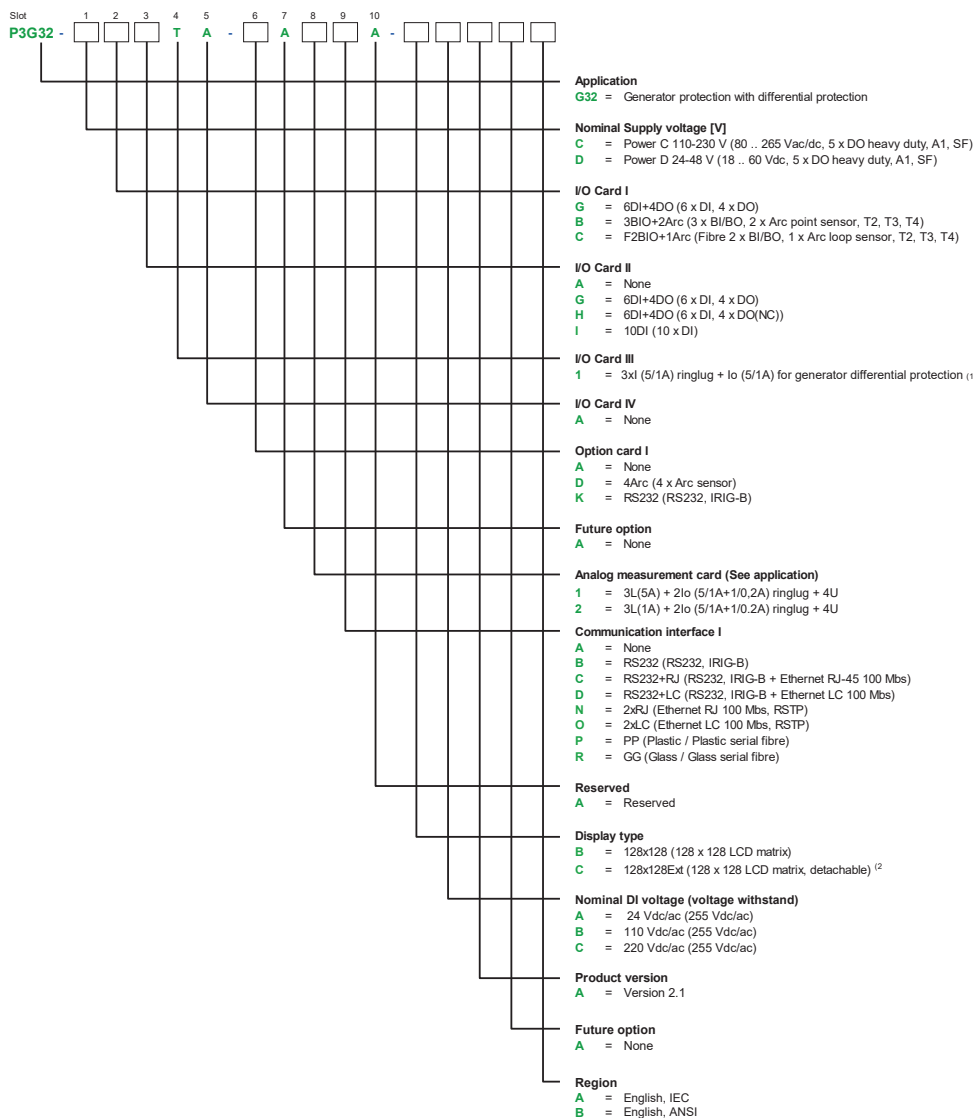 Slot 1 2 3 4 5 6 7 8 9 10
P3G32 - T A - A A -
Application
G32 = Generator protection with differential protection
Nominal Supply voltage [V]
C = Power C 110-230 V (80 .. 265 Vac/dc, 5 x DO heavy duty, A1, SF)
D = Power D 24-48 V (18 .. 60 Vdc, 5 x DO heavy duty, A1, SF)
I/O Card I
G = 6DI+4DO (6 x DI, 4 x DO)
B = 3BIO+2Arc (3 x BI/BO, 2 x Arc point sensor, T2, T3, T4)
C = F2BIO+1Arc (Fibre 2 x BI/BO, 1 x Arc loop sensor, T2, T3, T4)
I/O Card II
A = None
G = 6DI+4DO (6 x DI, 4 x DO)
H = 6DI+4DO (6 x DI, 4 x DO(NC))
I = 10DI (10 x DI)
I/O Card III
1 = 3xI (5/1A) ringlug + Io (5/1A) for generator differential protection (1
I/O Card IV
A = None
Option card I
A = None
D = 4Arc (4 x Arc sensor)
K = RS232 (RS232, IRIG-B)
Future option
A = None
Analog measurement card (See application)
1 = 3L(5A) + 2Io (5/1A+1/0,2A) ringlug + 4U
2 = 3L(1A) + 2Io (5/1A+1/0.2A) ringlug + 4U
Communication interface I
A = None
B = RS232 (RS232, IRIG-B)
C = RS232+RJ (RS232, IRIG-B + Ethernet RJ-45 100 Mbs)
D = RS232+LC (RS232, IRIG-B + Ethernet LC 100 Mbs)
N = 2xRJ (Ethernet RJ 100 Mbs, RSTP)
O = 2xLC (Ethernet LC 100 Mbs, RSTP)
P = PP (Plastic / Plastic serial fibre)
R = GG (Glass / Glass serial fibre)
Reserved
A = Reserved
Display type
B = 128x128 (128 x 128 LCD matrix)
C = 128x128Ext (128 x 128 LCD matrix, detachable) (2
Nominal DI voltage (voltage withstand)
A = 24 Vdc/ac (255 Vdc/ac)
B = 110 Vdc/ac (255 Vdc/ac)
C = 220 Vdc/ac (255 Vdc/ac)
Product version
A = Version 2.1
Future option
A = None
Region
A = English, IEC
B = English, ANSI